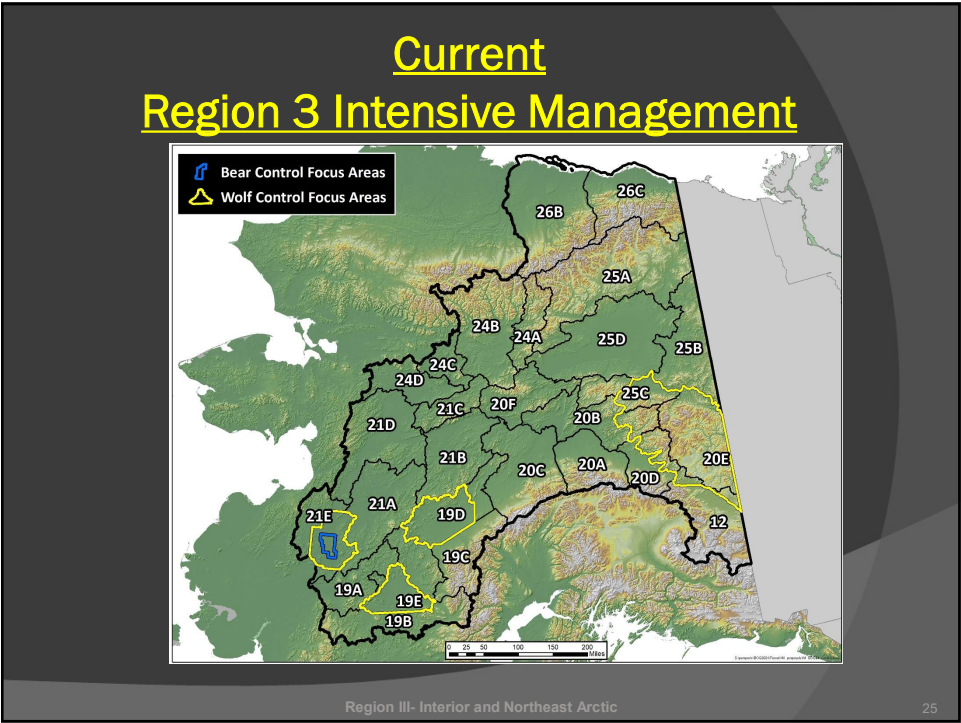 Current
Region 3 Intensive Management
Bear Control Focus Areas
Wolf Control Focus Areas
26C
26B
25A
24B
24A
25D
25B
24C
24D
25C
21C
20F
20B
21D
21B
20E
20C
20A
20D
21A
19D
21E
12
19C
19A
19E
19B
0 25 50 100 150 200
Miles
Region III- Interior and Northeast Arctic
25